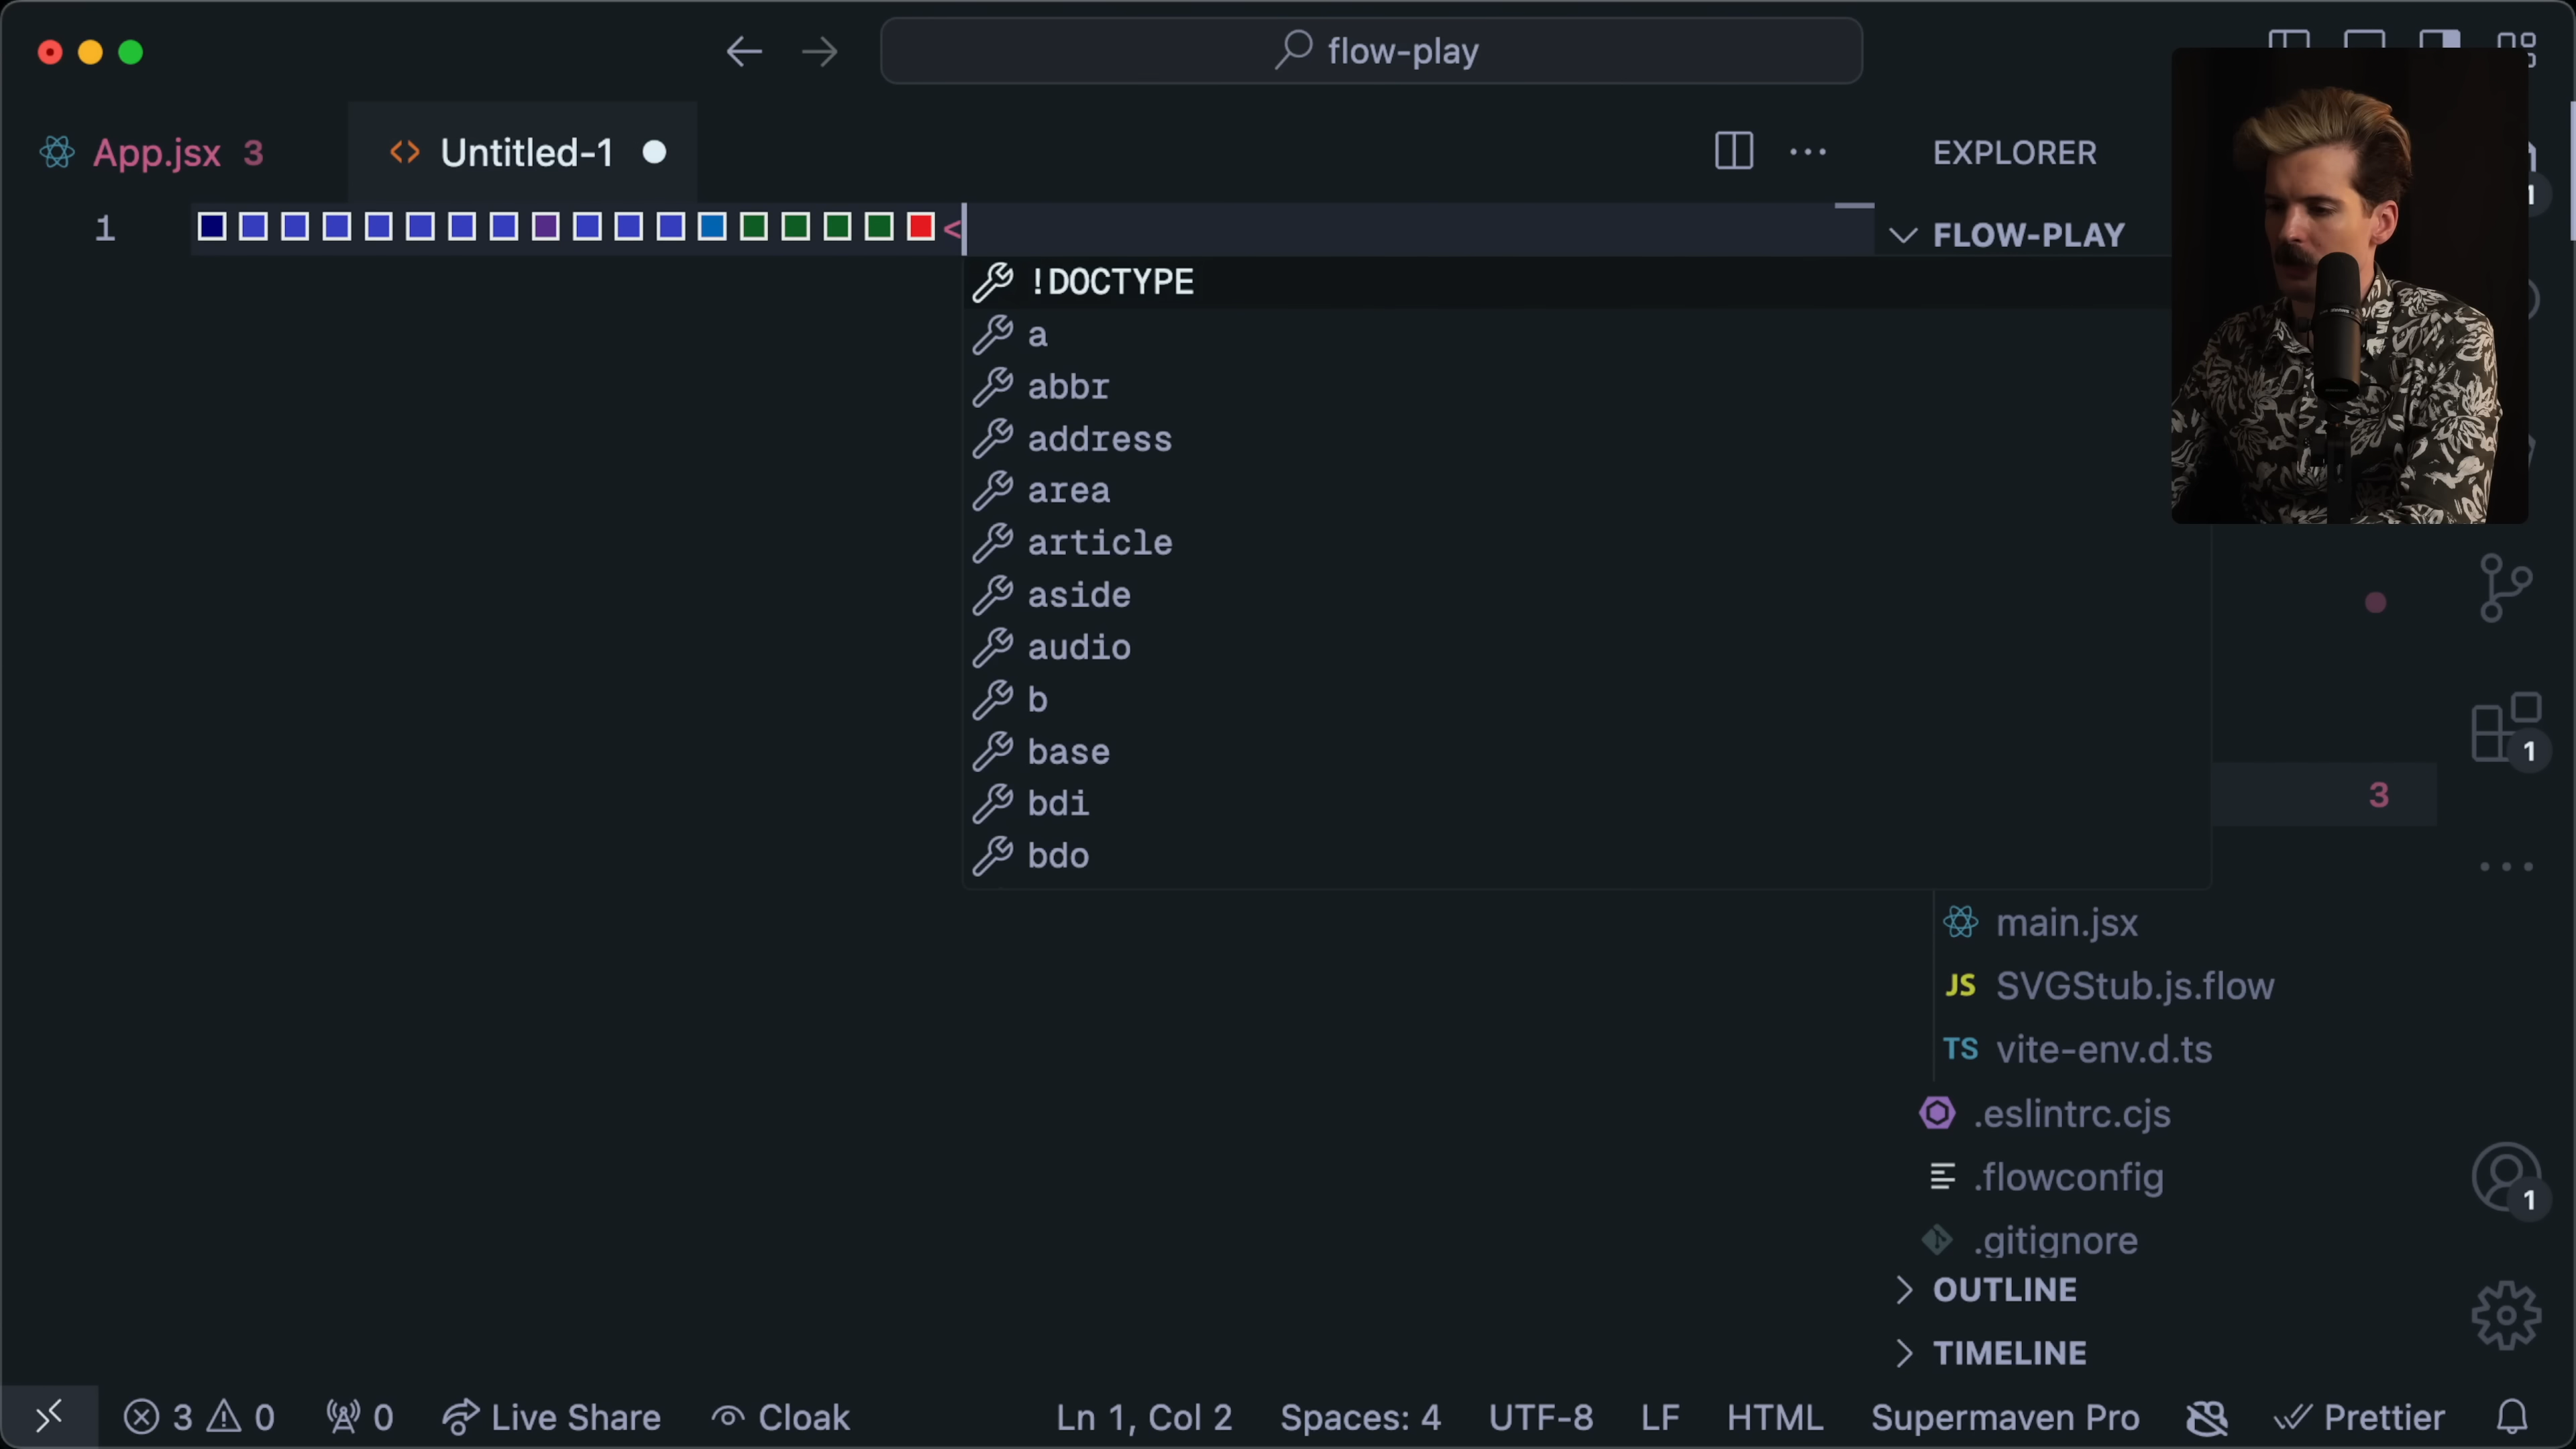 flow-play
App.jsx 3
Untitled-1
EXPLORER
1
<
FLOW-PLAY
!DOCTYPE
a
abbr
address
area
article
aside
audio
b
base
bdi
bdo
1
1
3
main.jsx
JS SVGStub.js.flow
TS vite-env.d.ts
.eslintrc.cjs
.flowconfig
1
.gitignore
OUTLINE
TIMELINE
3 0 0 Live Share Cloak Ln 1, Col 2 Spaces: 4 UTF-8 LF HTML Supermaven Pro Prettier